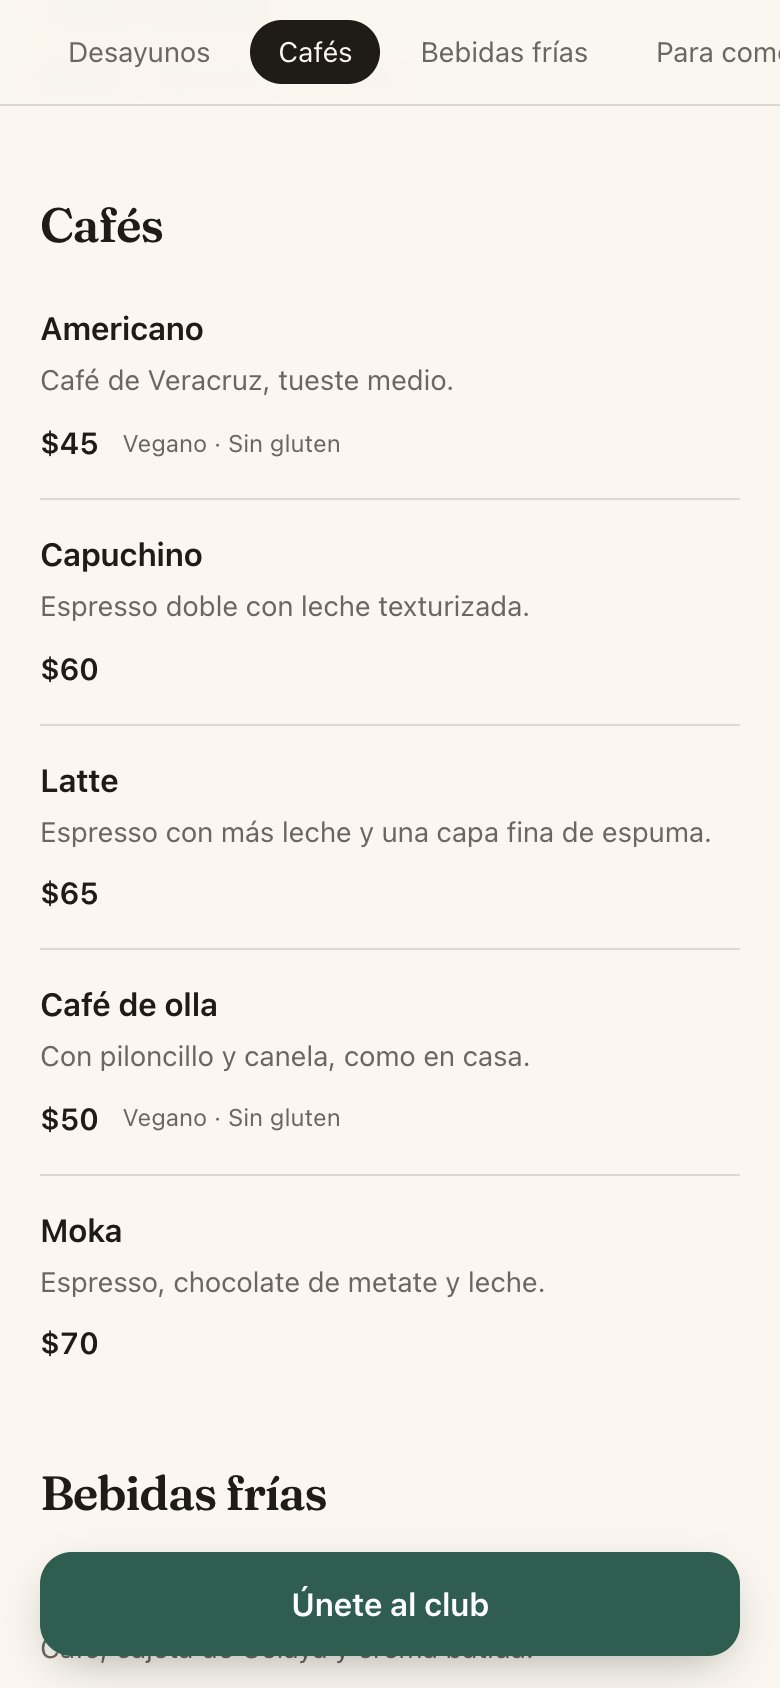 Desayunos Cafés Bebidas frías Para com
Cafés
Americano
Café de Veracruz, tueste medio.
$45 Vegano · Sin gluten
Capuchino
Espresso doble con leche texturizada.
$60
Latte
Espresso con más leche y una capa fina de espuma.
$65
Café de olla
Con piloncillo y canela, como en casa.
$50 Vegano · Sin gluten
Moka
Espresso, chocolate de metate y leche.
$70
Bebidas frías
Únete al club